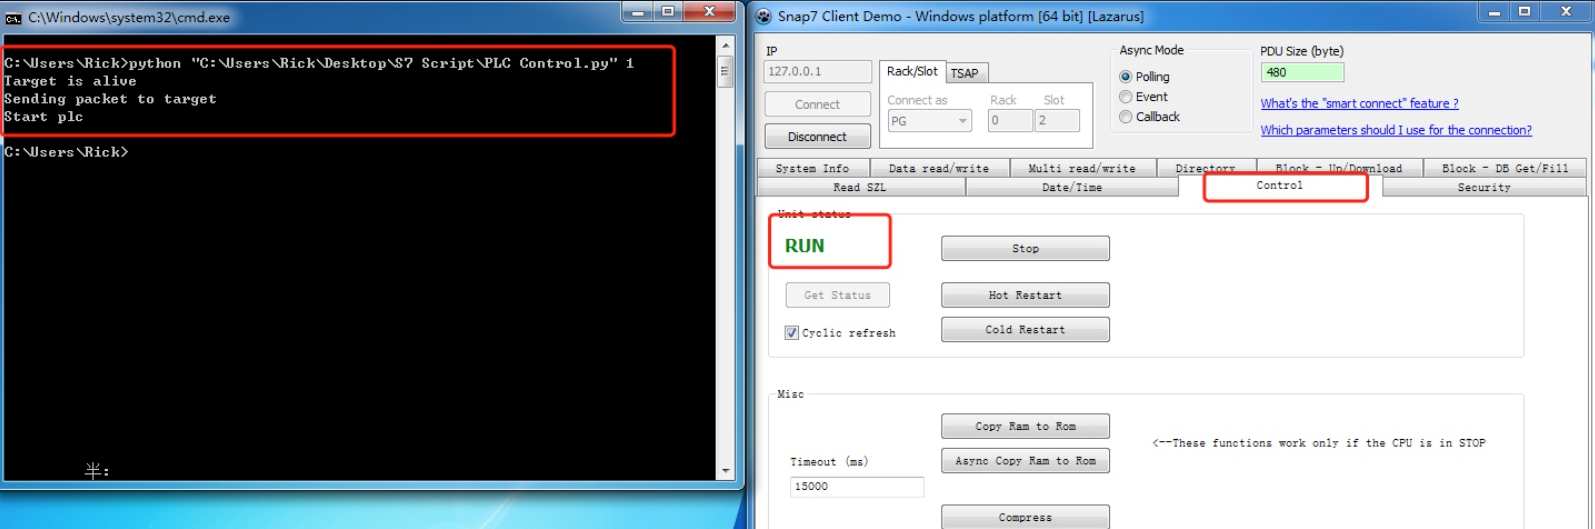 C:\Windows\system32\cmd.exe
C:\Users\Rick>python "C:\Users\Rick\Desktop\S7 Script\PLC Control.py" 1
Target is alive
Sending packet to target
Start plc
C:\Users\Rick>
半:
Snap7 Client Demo - Windows platform [64 bit] [Lazarus]
IP
127.0.0.1
Connect
Disconnect
Rack/Slot TSAP
Connect as Rack Slot
PG 0 2
Async Mode
Polling
Event
Callback
PDU Size (byte)
480
What's the "smart connect" feature ?
Which parameters should I use for the connection?
System Info Data read/write Multi read/write Directory Block - Up/Download Block - DB Get/Fill
Read SZL Date/Time Control Security
Unit status
RUN
Stop
Get Status
Hot Restart
Cyclic refresh
Cold Restart
Misc
Copy Ram to Rom
<--These functions work only if the CPU is in STOP
Timeout (ms)
Async Copy Ram to Rom
15000
Compress